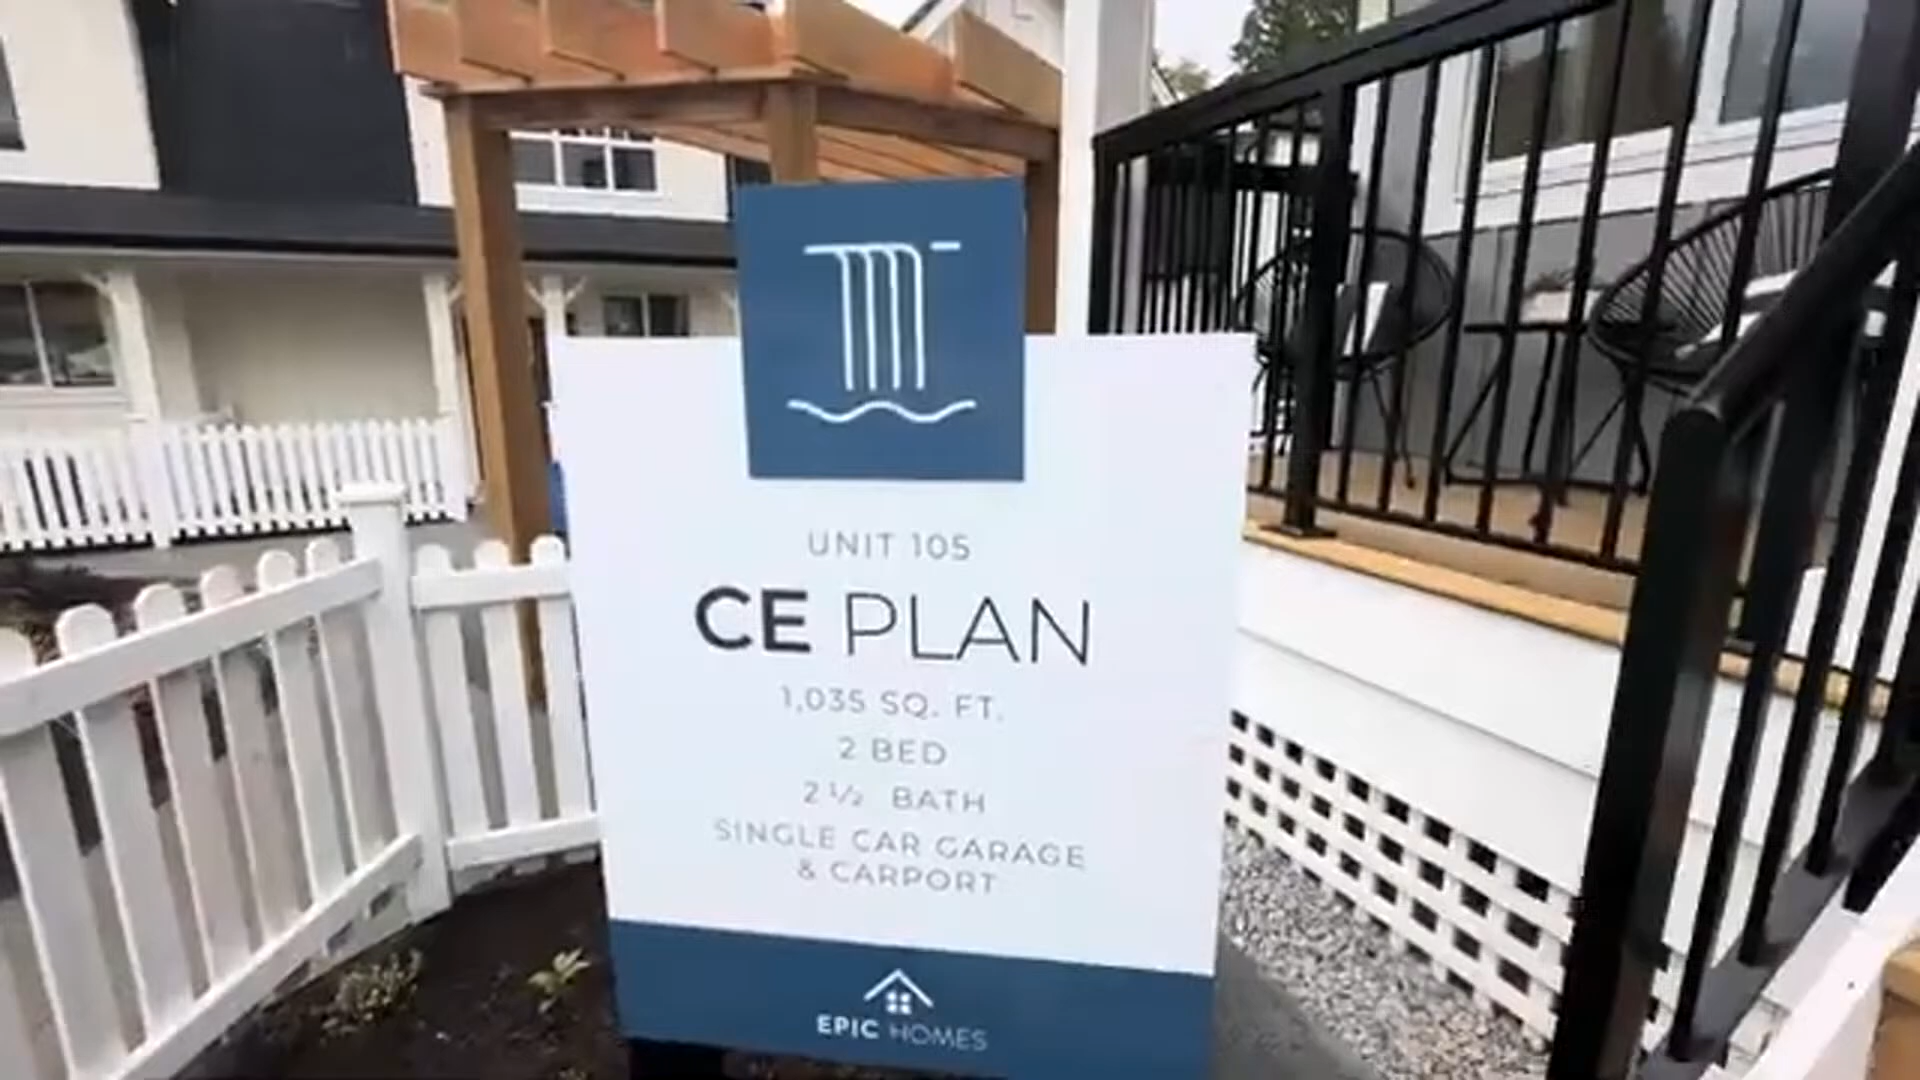 UNIT 105
CE PLAN
1,035 SQ. FT.
2 BED
2 ½ BATH
SINGLE CAR GARAGE
& CARPORT
EPIC HOMES